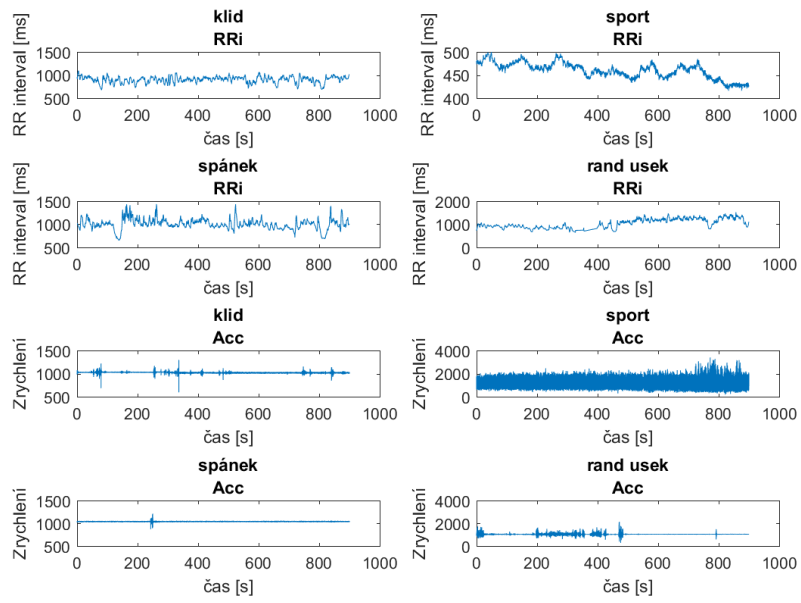 klid
RRi
RR interval [ms]
1500
1000
500
0 200 400 600 800 1000
čas [s]
sport
RRi
RR interval [ms]
500
450
400
0 200 400 600 800 1000
čas [s]
spánek
RRi
RR interval [ms]
1500
1000
500
0 200 400 600 800 1000
čas [s]
rand usek
RRi
RR interval [ms]
2000
1000
0
0 200 400 600 800 1000
čas [s]
klid
Acc
Zrychlení
1500
1000
500
0 200 400 600 800 1000
čas [s]
sport
Acc
Zrychlení
4000
2000
0
0 200 400 600 800 1000
čas [s]
spánek
Acc
Zrychlení
1500
1000
500
0 200 400 600 800 1000
čas [s]
rand usek
Acc
Zrychlení
4000
2000
0
0 200 400 600 800 1000
čas [s]